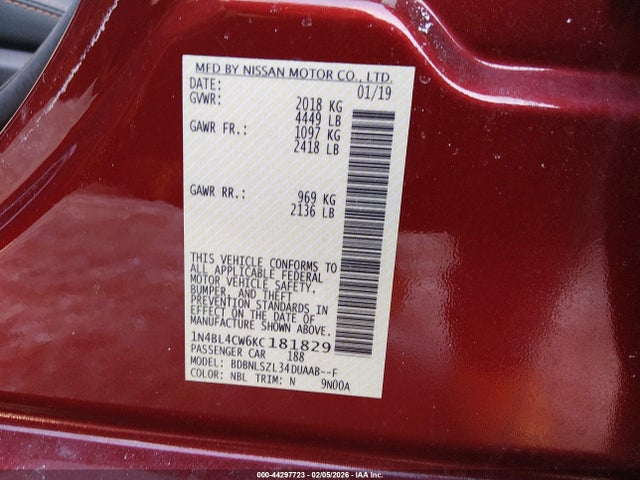 MFD BY NISSAN MOTOR CO., LTD.
DATE: 01/19
GVWR: 2018 KG
4449 LB
GAWR FR.: 1097 KG
2418 LB
GAWR RR.: 969 KG
2136 LB
THIS VEHICLE CONFORMS TO
ALL APPLICABLE FEDERAL
MOTOR VEHICLE SAFETY,
BUMPER, AND THEFT
PREVENTION STANDARDS IN
EFFECT ON THE DATE OF
MANUFACTURE SHOWN ABOVE.
1N4BL4CW6KC181829
PASSENGER CAR 188
MODEL: BDBNLSZL34DUAAB--F
COLOR: NBL TRIM: N 9N00A
000-44297723 - 02/05/2026 - © IAA, LLC